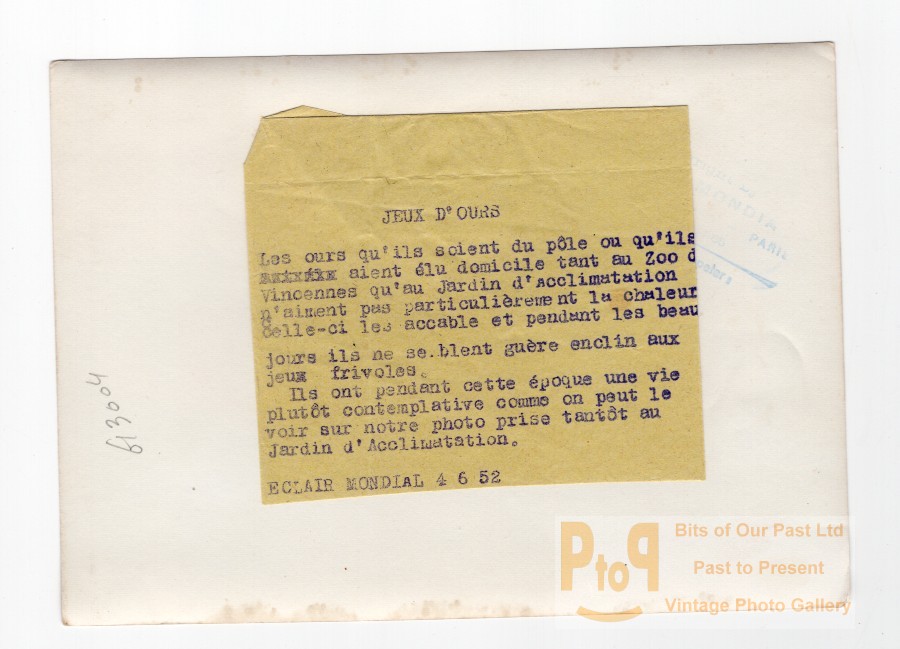 JEUX D'OURS
Les ours qu'ils soient du pôle ou qu'ils
aient élu domicile tant au Zoo d
Vincennes qu'au Jardin d'Acclimatation
n'aiment pas particulièrement la chaleur
Celle-ci les accable et pendant les beau
jours ils ne se.blent guère enclin aux
jeux frivoles.
Ils ont pendant cette époque une vie
plutôt contemplative comme on peut le
voir sur notre photo prise tantôt au
Jardin d'Acclimatation.
ECLAIR MONDIAL 4 6 52
PARIS
613004
PtoP
Bits of Our Past Ltd
Past to Present
Vintage Photo Gallery